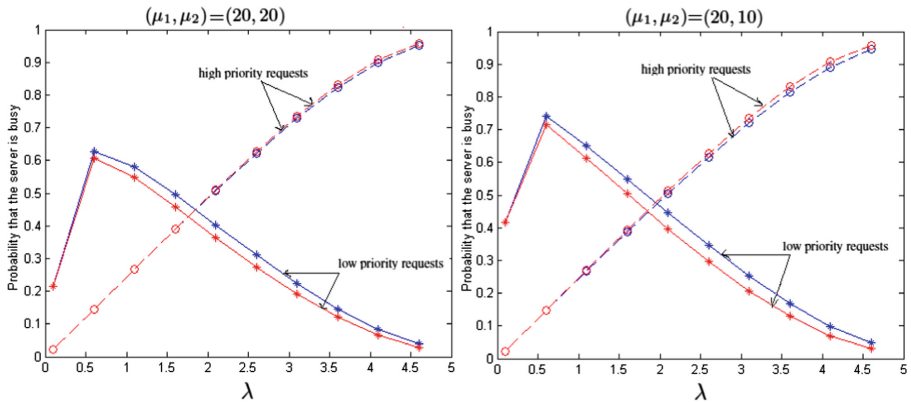 (μ₁, μ₂)=(20, 20)
Probability that the server is busy
1
0.9
0.8
0.7
0.6
0.5
0.4
0.3
0.2
0.1
0
high priority requests
low priority requests
0 0.5 1 1.5 2 2.5 3 3.5 4 4.5 5
λ
(μ₁, μ₂)=(20, 10)
Probability that the server is busy
1
0.9
0.8
0.7
0.6
0.5
0.4
0.3
0.2
0.1
0
high priority requests
low priority requests
0 0.5 1 1.5 2 2.5 3 3.5 4 4.5 5
λ